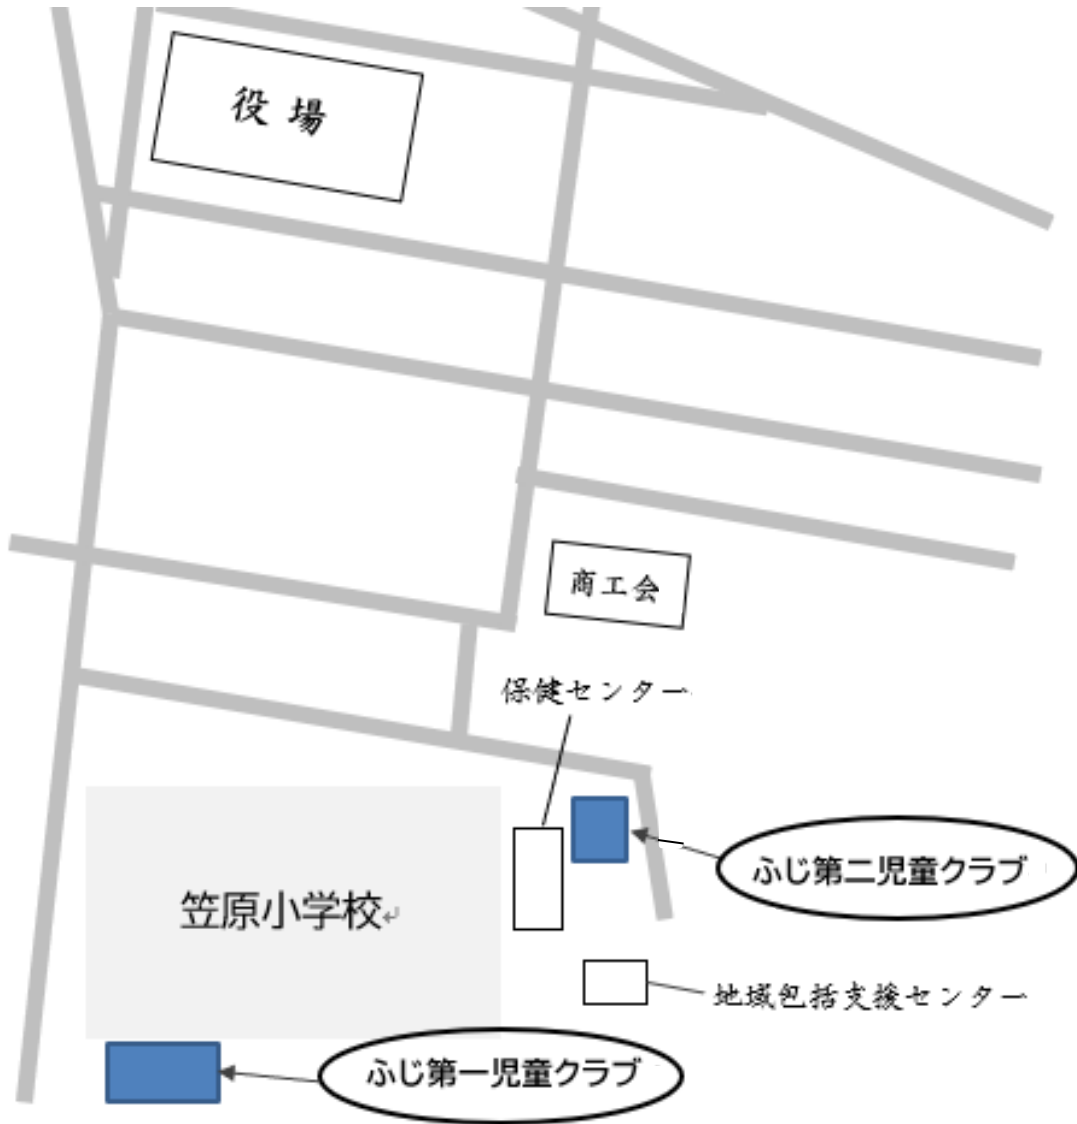 役場
商工会
保健センター
ふじ第二児童クラブ
笠原小学校
地域包括支援センター
ふじ第一児童クラブ